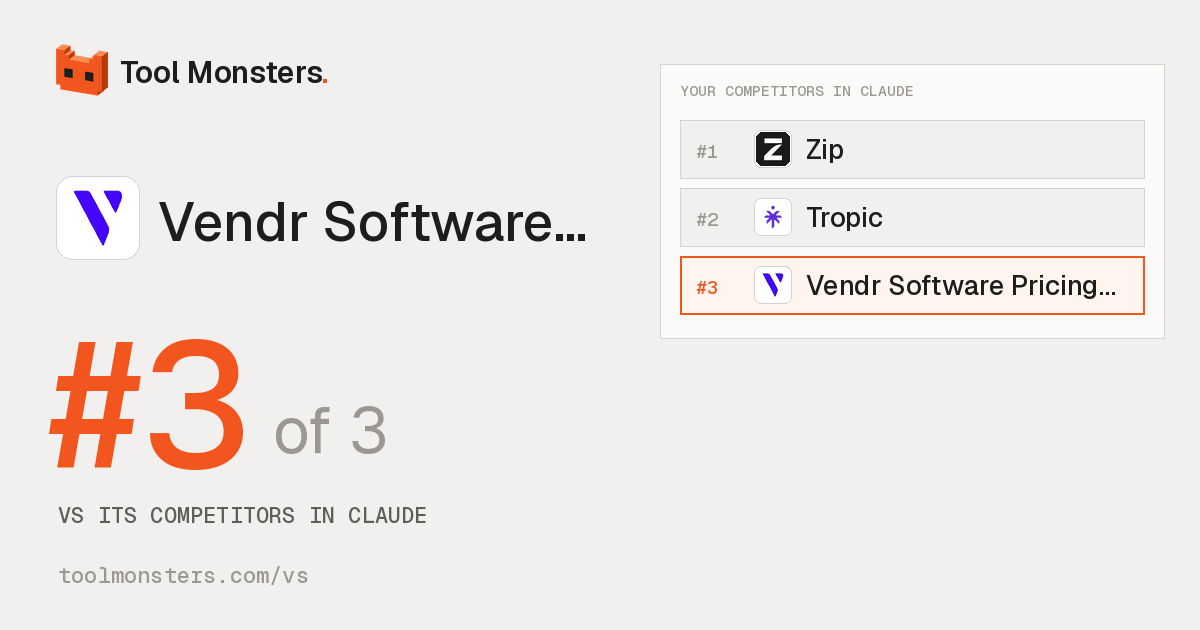 Tool Monsters.
Vendr Software...
#3 of 3
VS ITS COMPETITORS IN CLAUDE
toolmonsters.com/vs
YOUR COMPETITORS IN CLAUDE
#1 Zip
#2 Tropic
#3 Vendr Software Pricing...